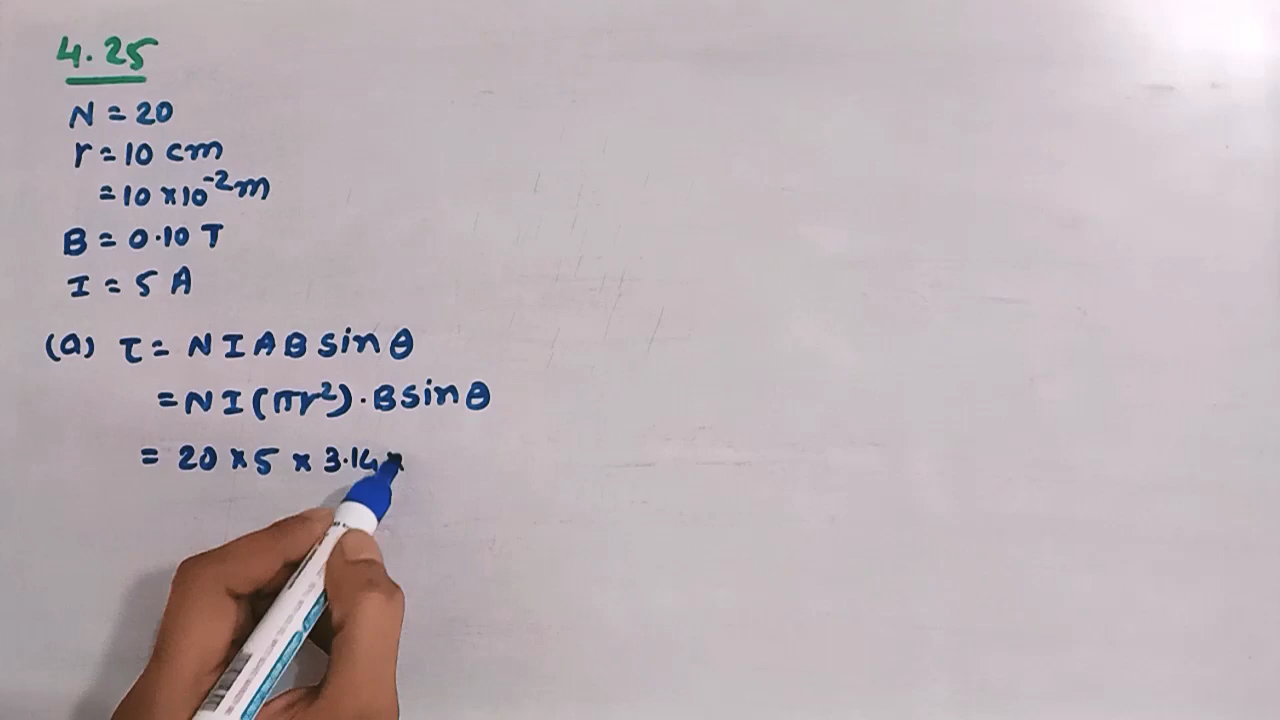 4.25
N = 20
r = 10 cm
= 10 × 10⁻² m
B = 0.10 T
I = 5 A
(a) τ = N I A B sin θ
= N I (πr²) · B sin θ
= 20 × 5 × 3.14 ×